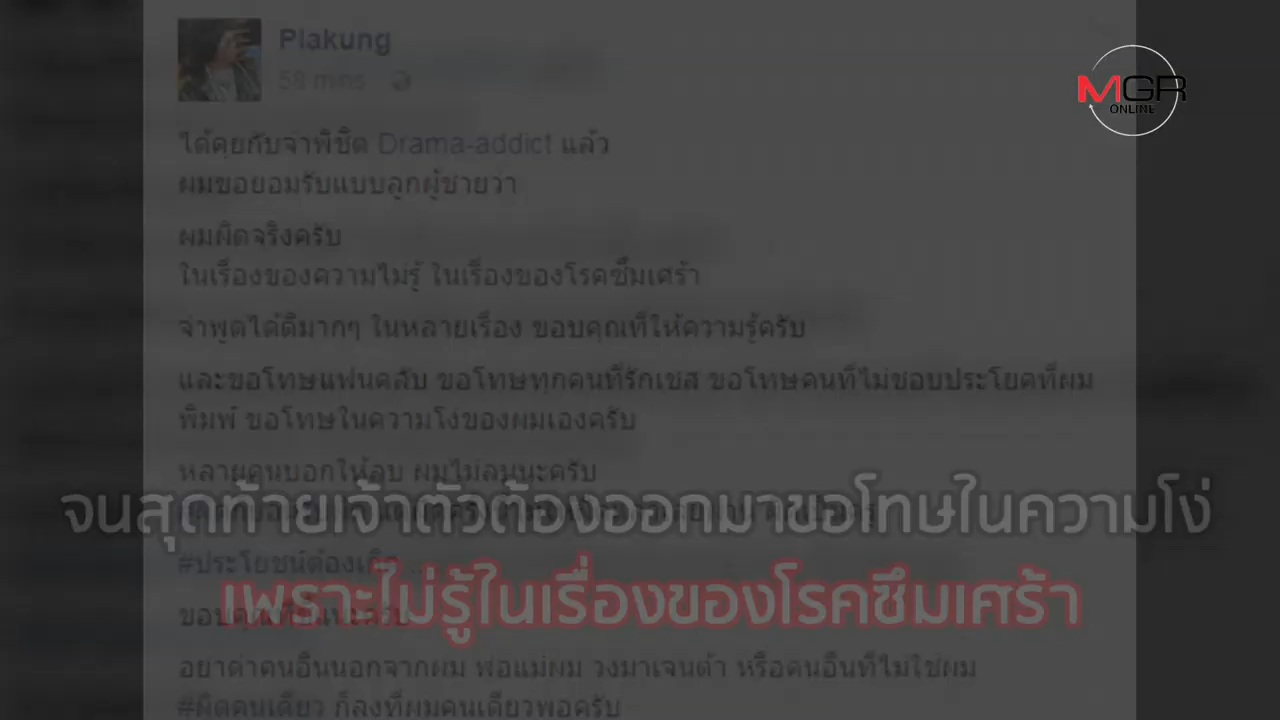 Plakung
58 mins
MGR
ONLINE
ได้คุยกับจ่าพิชิต Drama-addict แล้ว
ผมขอยอมรับแบบลูกผู้ชายว่า
ผมผิดจริงครับ
ในเรื่องของความไม่รู้ ในเรื่องของโรคซึมเศร้า
จ่าพูดได้ดีมากๆ ในหลายเรื่อง ขอบคุณที่ให้ความรู้ครับ
และขอโทษแฟนคลับ ขอโทษทุกคนที่รักเชส ขอโทษคนที่ไม่ชอบประโยคที่ผม
พิมพ์ ขอโทษในความโง่ของผมเองครับ
หลายคนบอกให้ลบ ผมไม่ลบนะครับ
จนสุดท้ายเจ้าตัวต้องออกมาขอโทษในความโง่
#ประโยชน์ต้องเกิด
เพราะไม่รู้ในเรื่องของโรคซึมเศร้า
อย่าด่าคนอื่นนอกจากผม พ่อแม่ผม วงมาเจนต้า หรือคนอื่นที่ไม่ใช่ผม
#ผิดคนเดียว ก็ลงที่ผมคนเดียวพอครับ